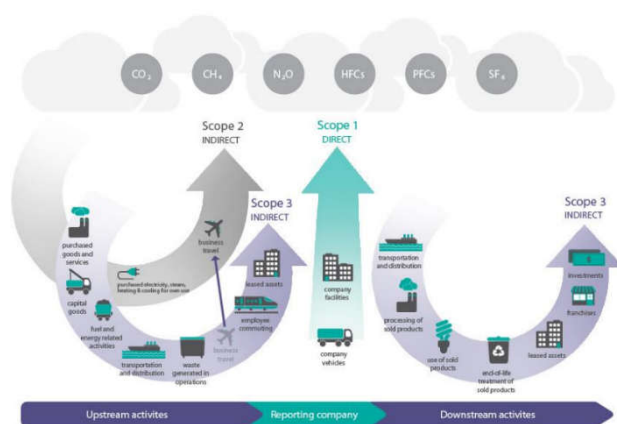 CO₂
CH₄
N₂O
HFCs
PFCs
SF₆
Scope 2
INDIRECT
Scope 1
DIRECT
Scope 3
INDIRECT
Scope 3
INDIRECT
purchased
goods and
services
capital
goods
fuel and
energy related
activities
transportation
and distribution
waste
generated in
operations
business
travel
purchased electricity, steam,
heating & cooling for own use
business
travel
employee
commuting
leased assets
company
facilities
company
vehicles
transportation
and distribution
processing of
sold products
use of sold
products
end-of-life
treatment of
sold products
leased assets
franchises
investments
Upstream activites
Reporting company
Downstream activites